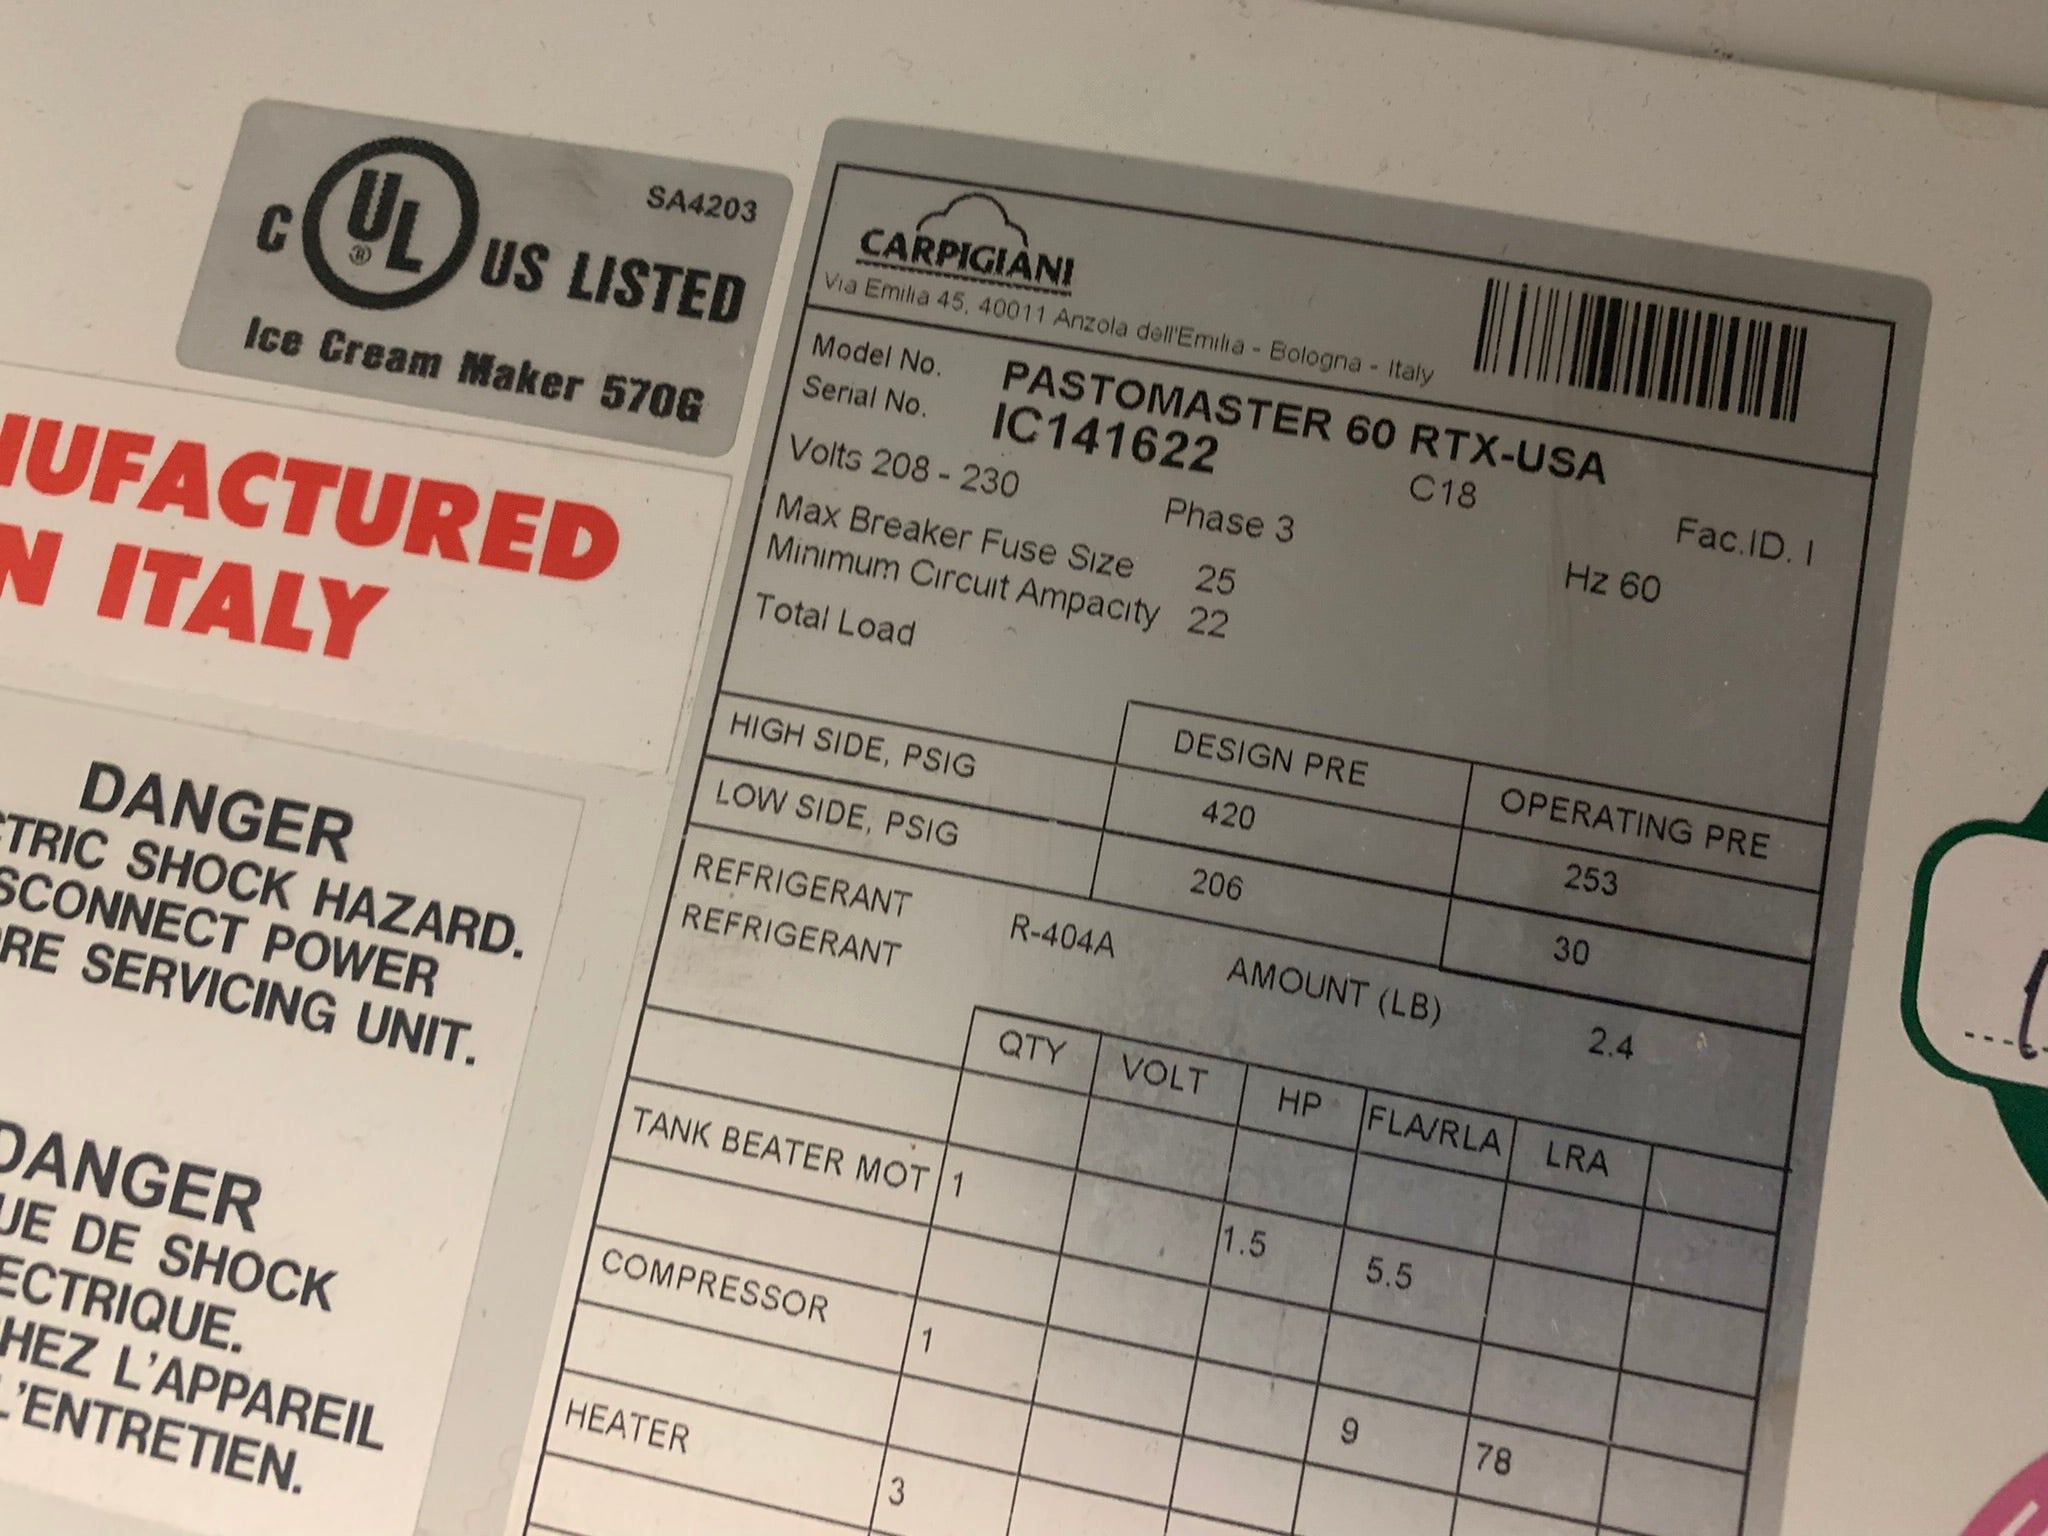 C UL® US LISTED
SA4203
Ice Cream Maker 570G
NUFACTURED
N ITALY
DANGER
CTRIC SHOCK HAZARD.
SCONNECT POWER
RE SERVICING UNIT.
DANGER
UE DE SHOCK
ECTRIQUE.
HEZ L'APPAREIL
L'ENTRETIEN.
CARPIGIANI
Via Emilia 45, 40011 Anzola dell'Emilia - Bologna - Italy
Model No. PASTOMASTER 60 RTX-USA
Serial No. IC141622 C18 Fac.ID. I
Volts 208 - 230 Phase 3 Hz 60
Max Breaker Fuse Size 25
Minimum Circuit Ampacity 22
Total Load
DESIGN PRE OPERATING PRE
HIGH SIDE, PSIG 420 253
LOW SIDE, PSIG 206 30
REFRIGERANT R-404A AMOUNT (LB) 2.4
REFRIGERANT
QTY VOLT HP FLA/RLA LRA
TANK BEATER MOT 1 1.5 5.5
COMPRESSOR 1 9 78
HEATER 3